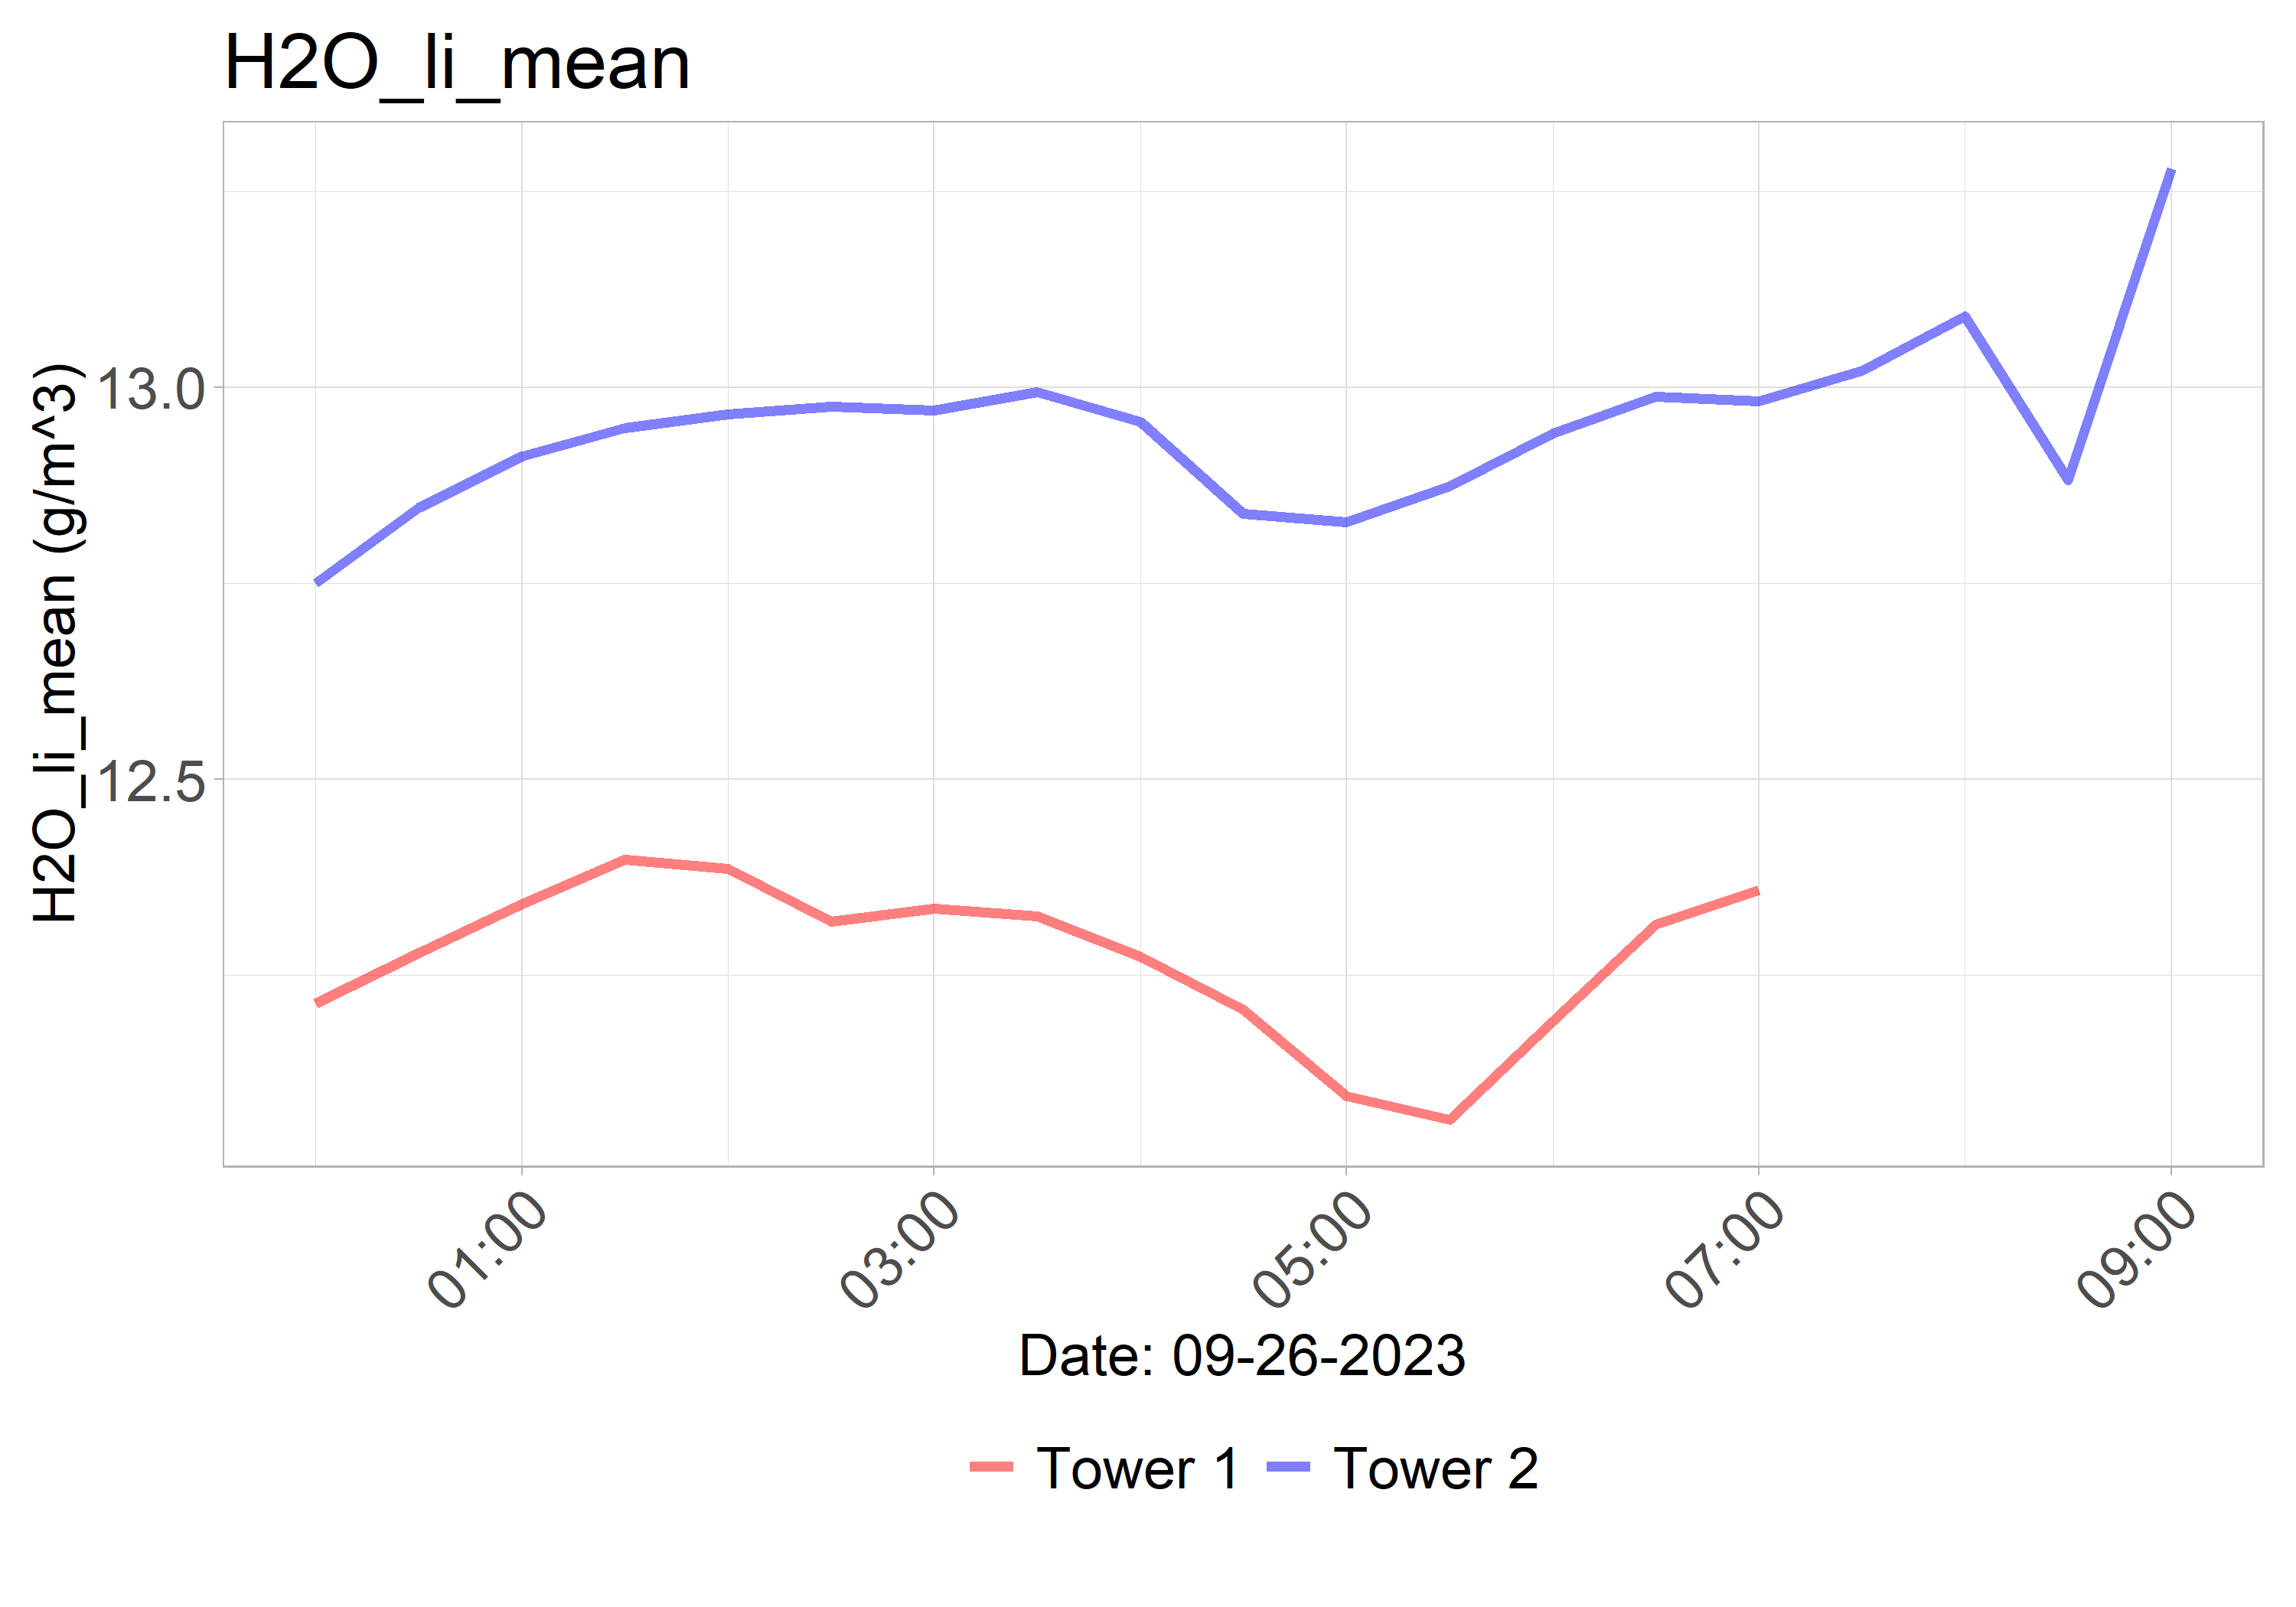 H2O_li_mean
H2O_li_mean (g/m^3)
13.0
12.5
01:00 03:00 05:00 07:00 09:00
Date: 09-26-2023
Tower 1 Tower 2